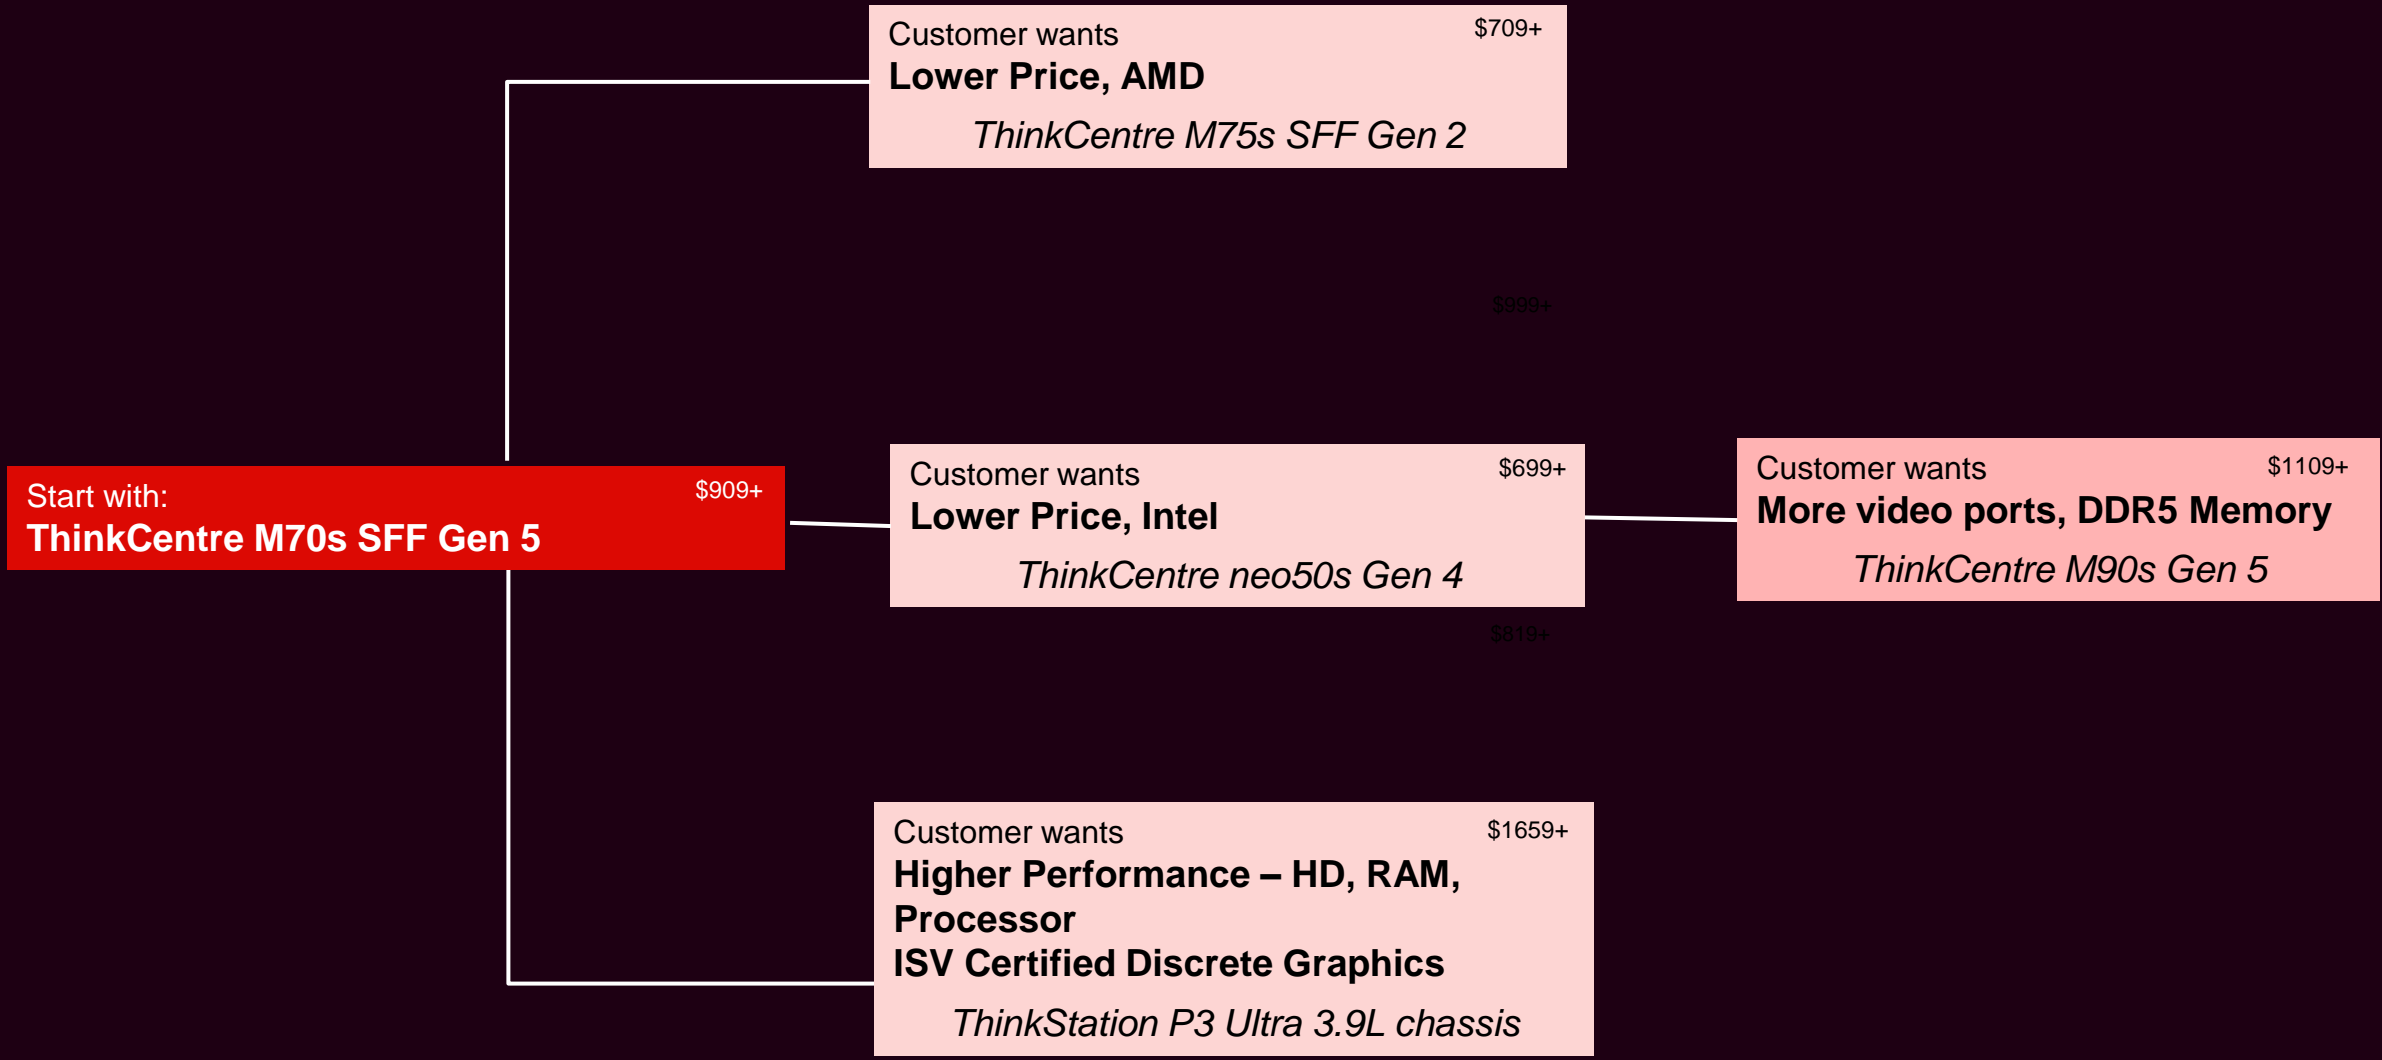 Customer wants
$709+
Lower Price, AMD
ThinkCentre M75s SFF Gen 2
$999+
Start with:
$909+
ThinkCentre M70s SFF Gen 5
Customer wants
$699+
Lower Price, Intel
ThinkCentre neo50s Gen 4
Customer wants
$1109+
More video ports, DDR5 Memory
ThinkCentre M90s Gen 5
$819+
Customer wants
$1659+
Higher Performance – HD, RAM,
Processor
ISV Certified Discrete Graphics
ThinkStation P3 Ultra 3.9L chassis